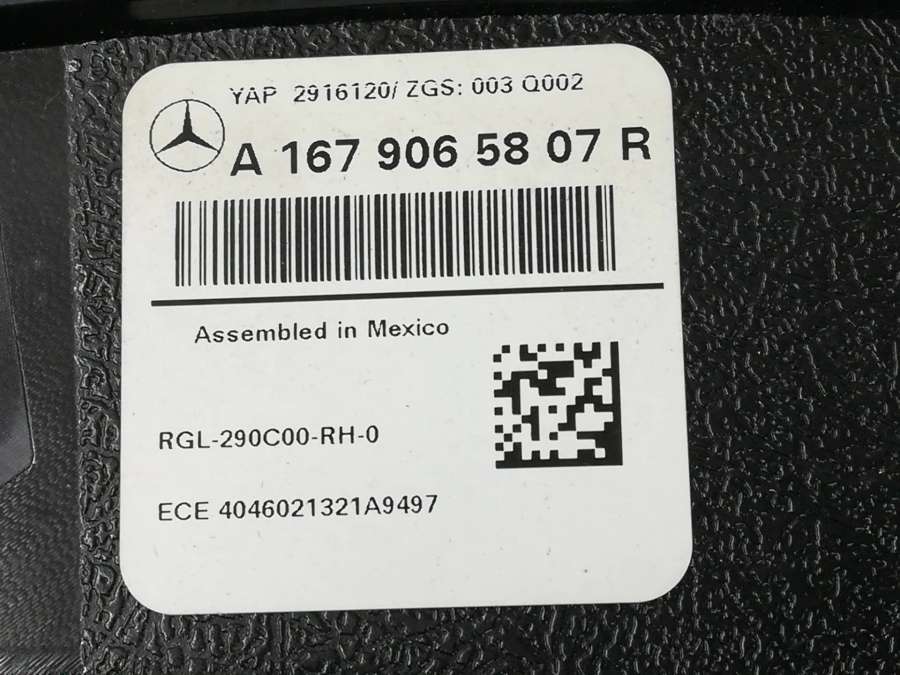 YAP 2916120/ ZGS: 003 Q002
A 167 906 58 07 R
Assembled in Mexico
RGL-290C00-RH-0
ECE 4046021321A9497